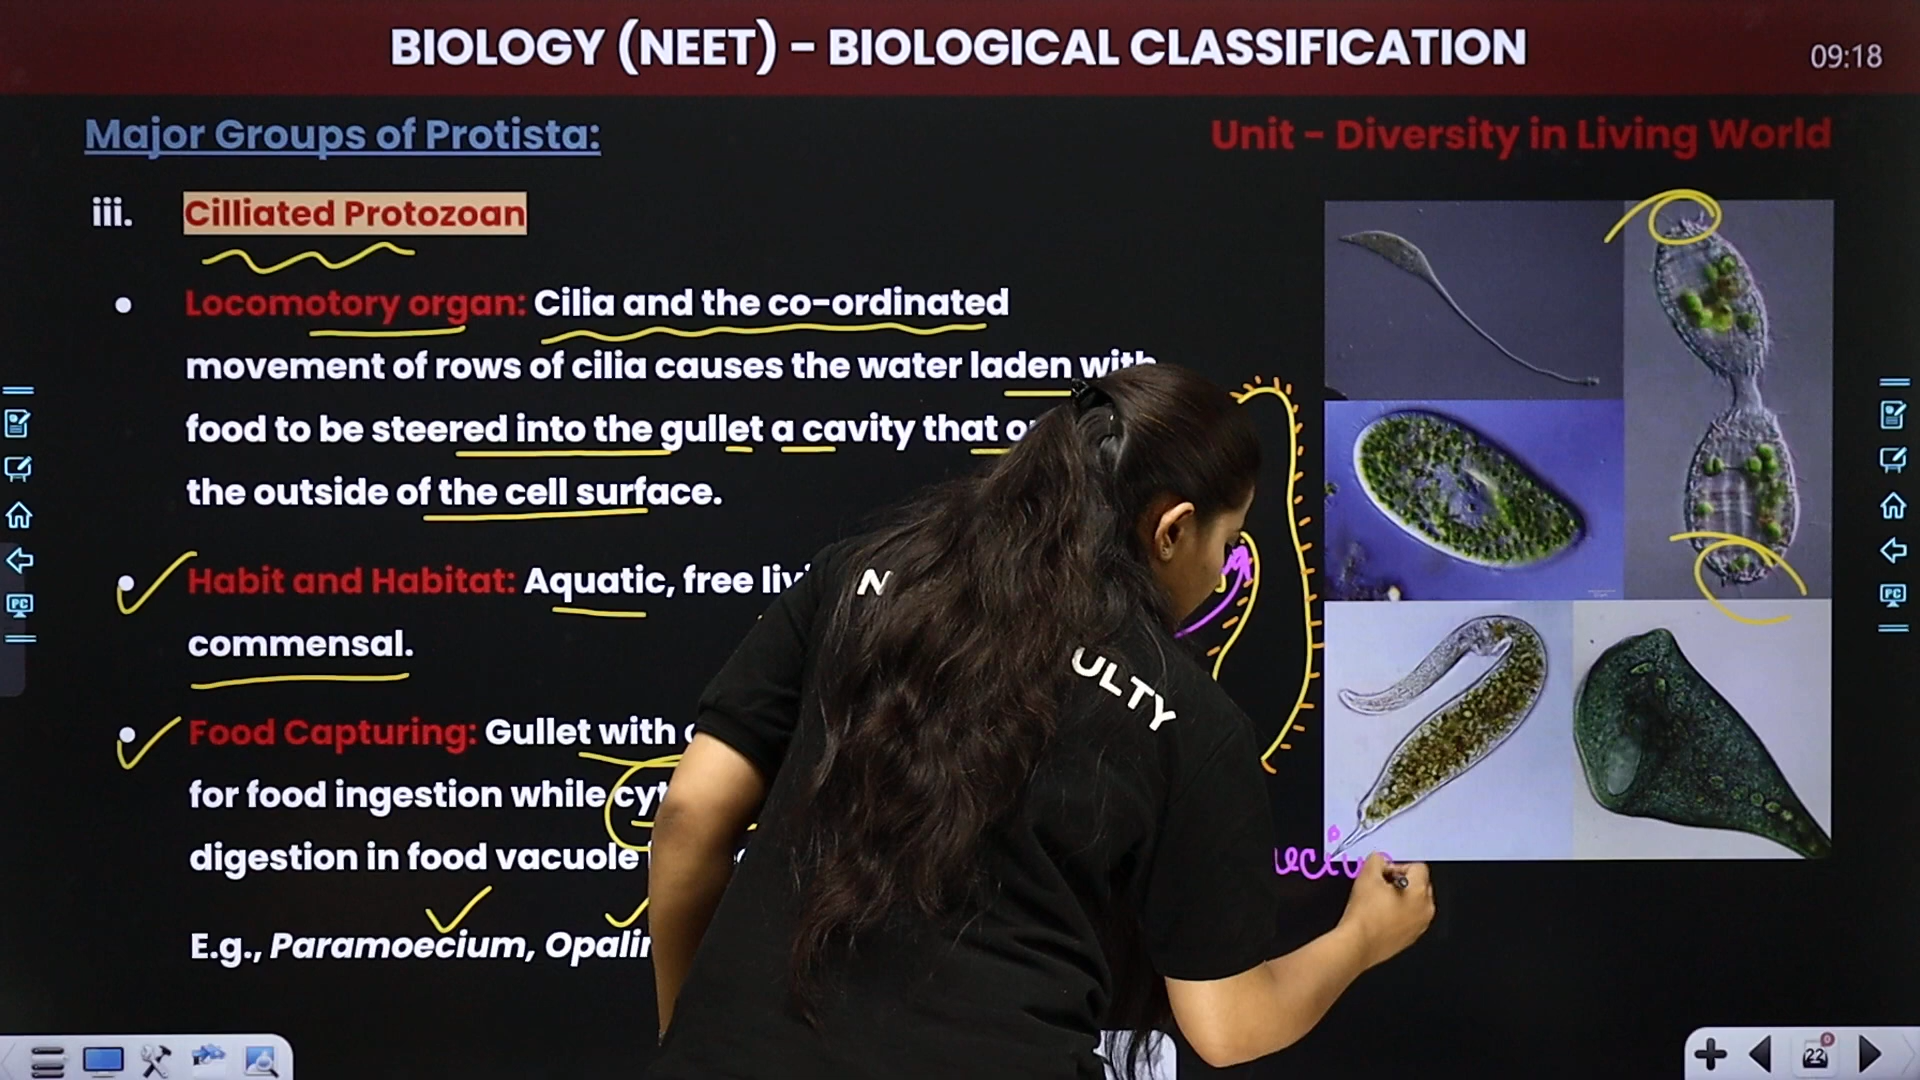 BIOLOGY (NEET) - BIOLOGICAL CLASSIFICATION
09:18
Major Groups of Protista:
Unit - Diversity in Living World
iii. Cilliated Protozoan
• Locomotory organ: Cilia and the co-ordinated
movement of rows of cilia causes the water laden with
food to be steered into the gullet a cavity that
the outside of the cell surface.
• Habit and Habitat: Aquatic, free
commensal.
• Food Capturing: Gullet with
for food ingestion while
digestion in food vacuole
E.g., Paramoecium,
ULTY
PC
PC
22